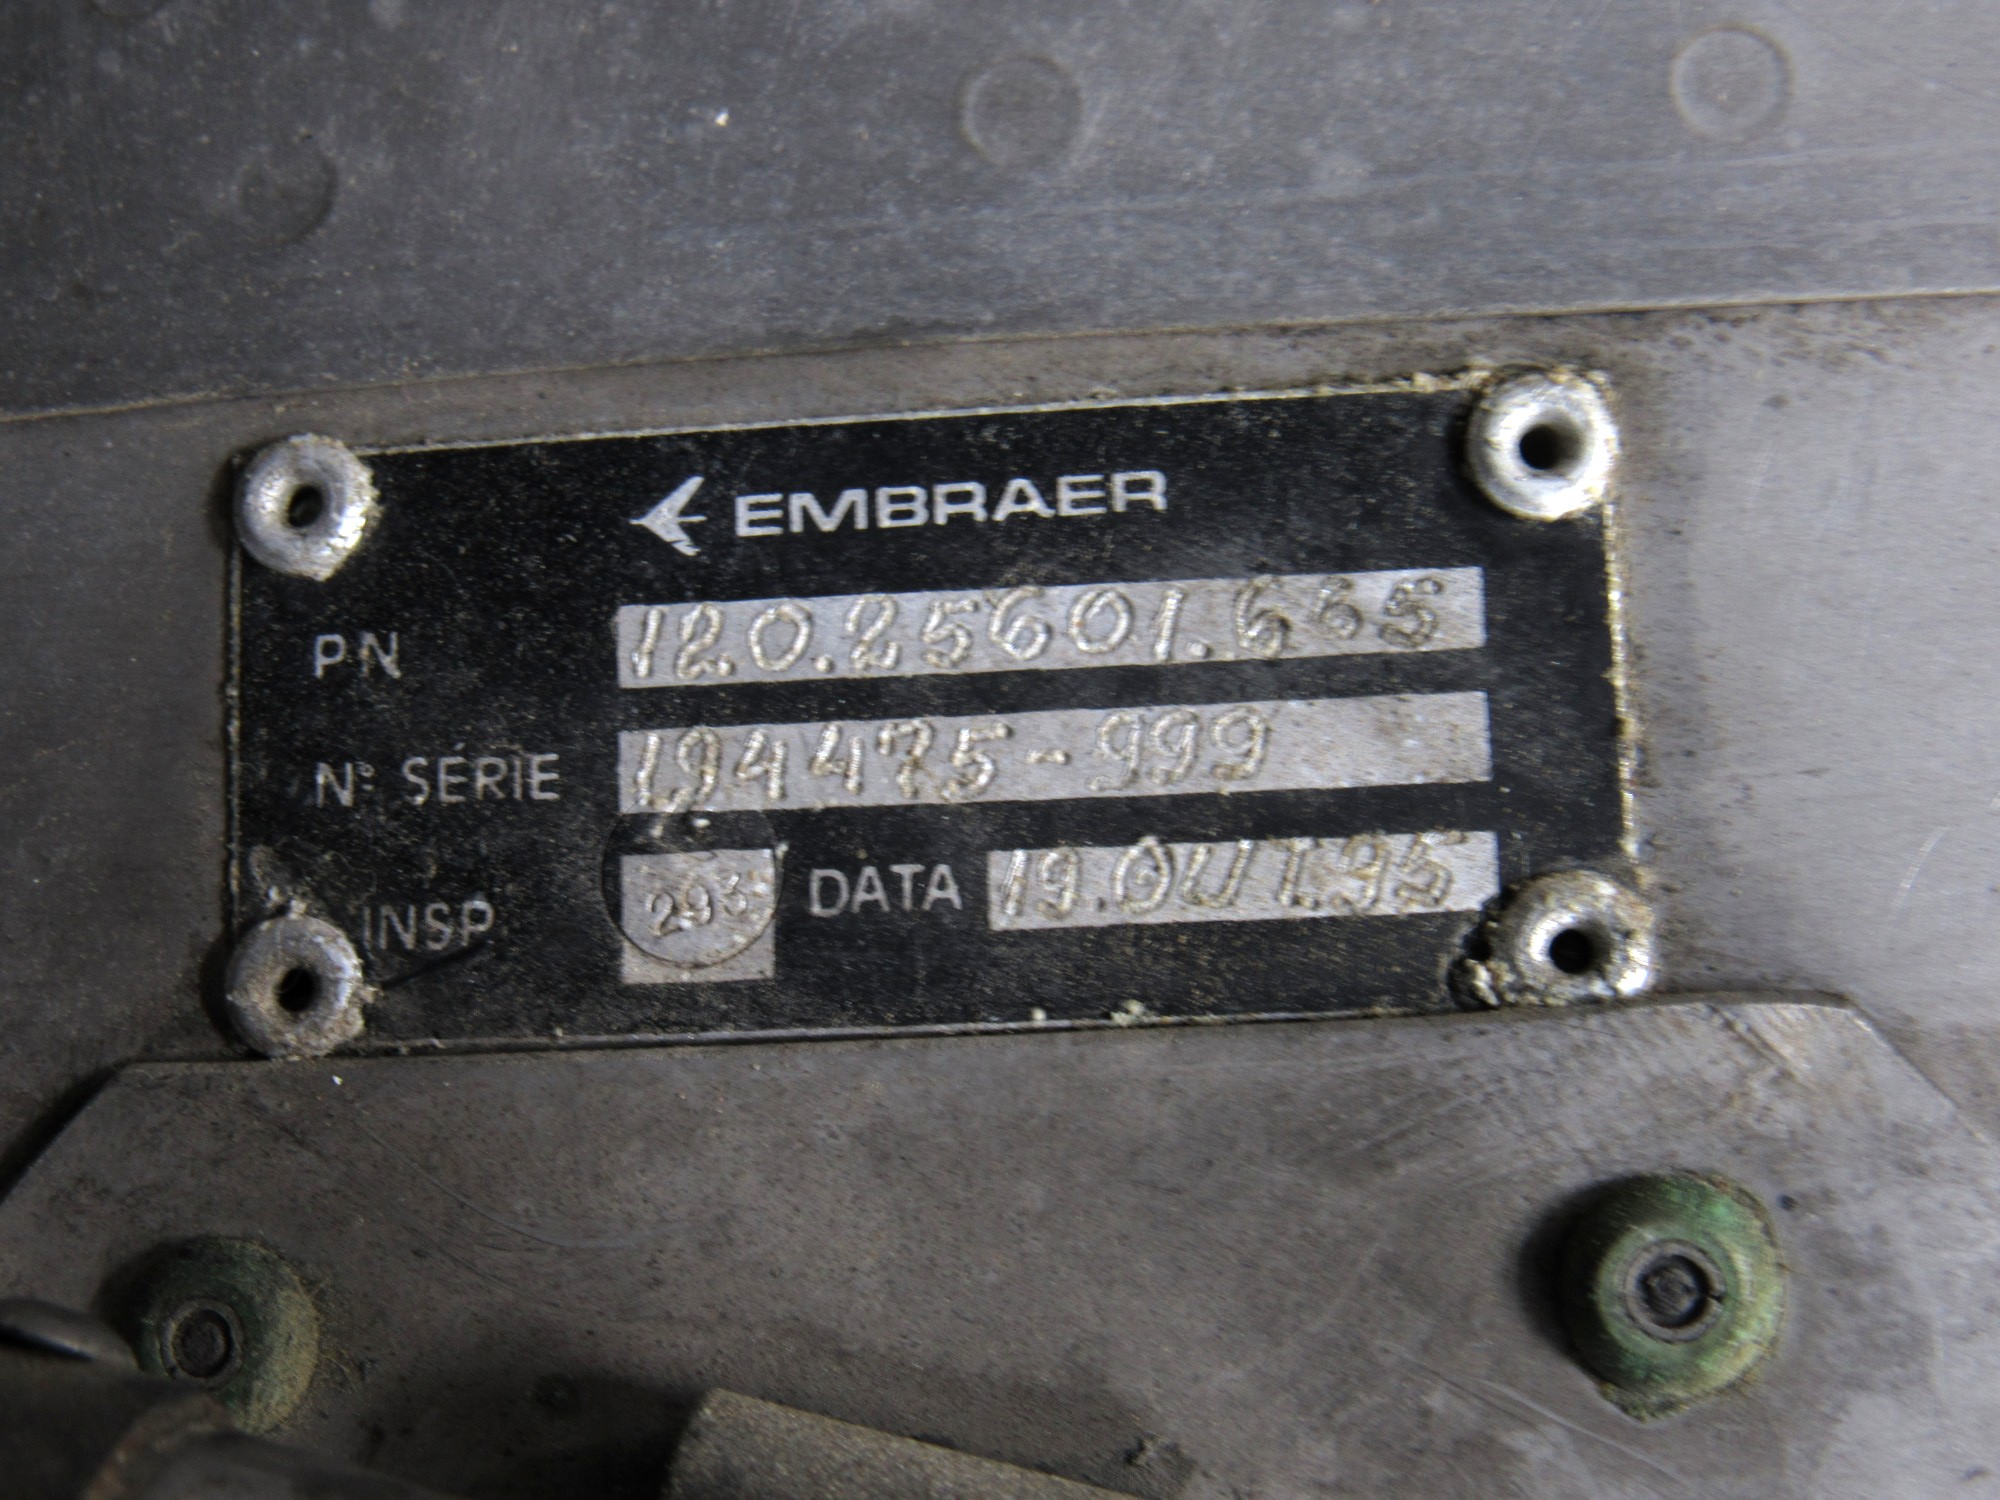 EMBRAER
PN 120.25601.665
Nº SÉRIE 194475-999
INSP 293 DATA 19.OUT.95